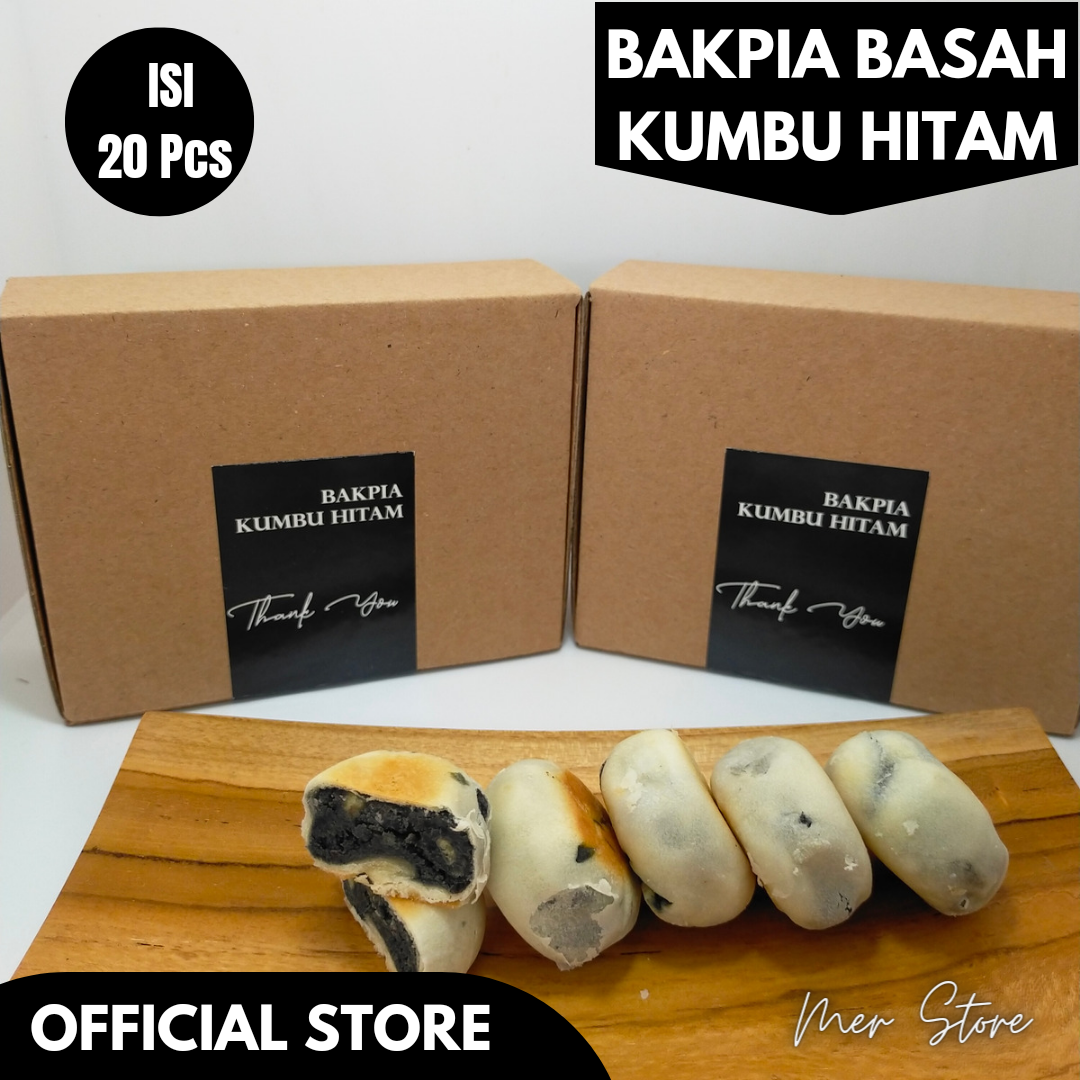 ISI
20 Pcs
BAKPIA BASAH
KUMBU HITAM
BAKPIA
KUMBU HITAM
Thank You
BAKPIA
KUMBU HITAM
Thank You
OFFICIAL STORE
Mer Store